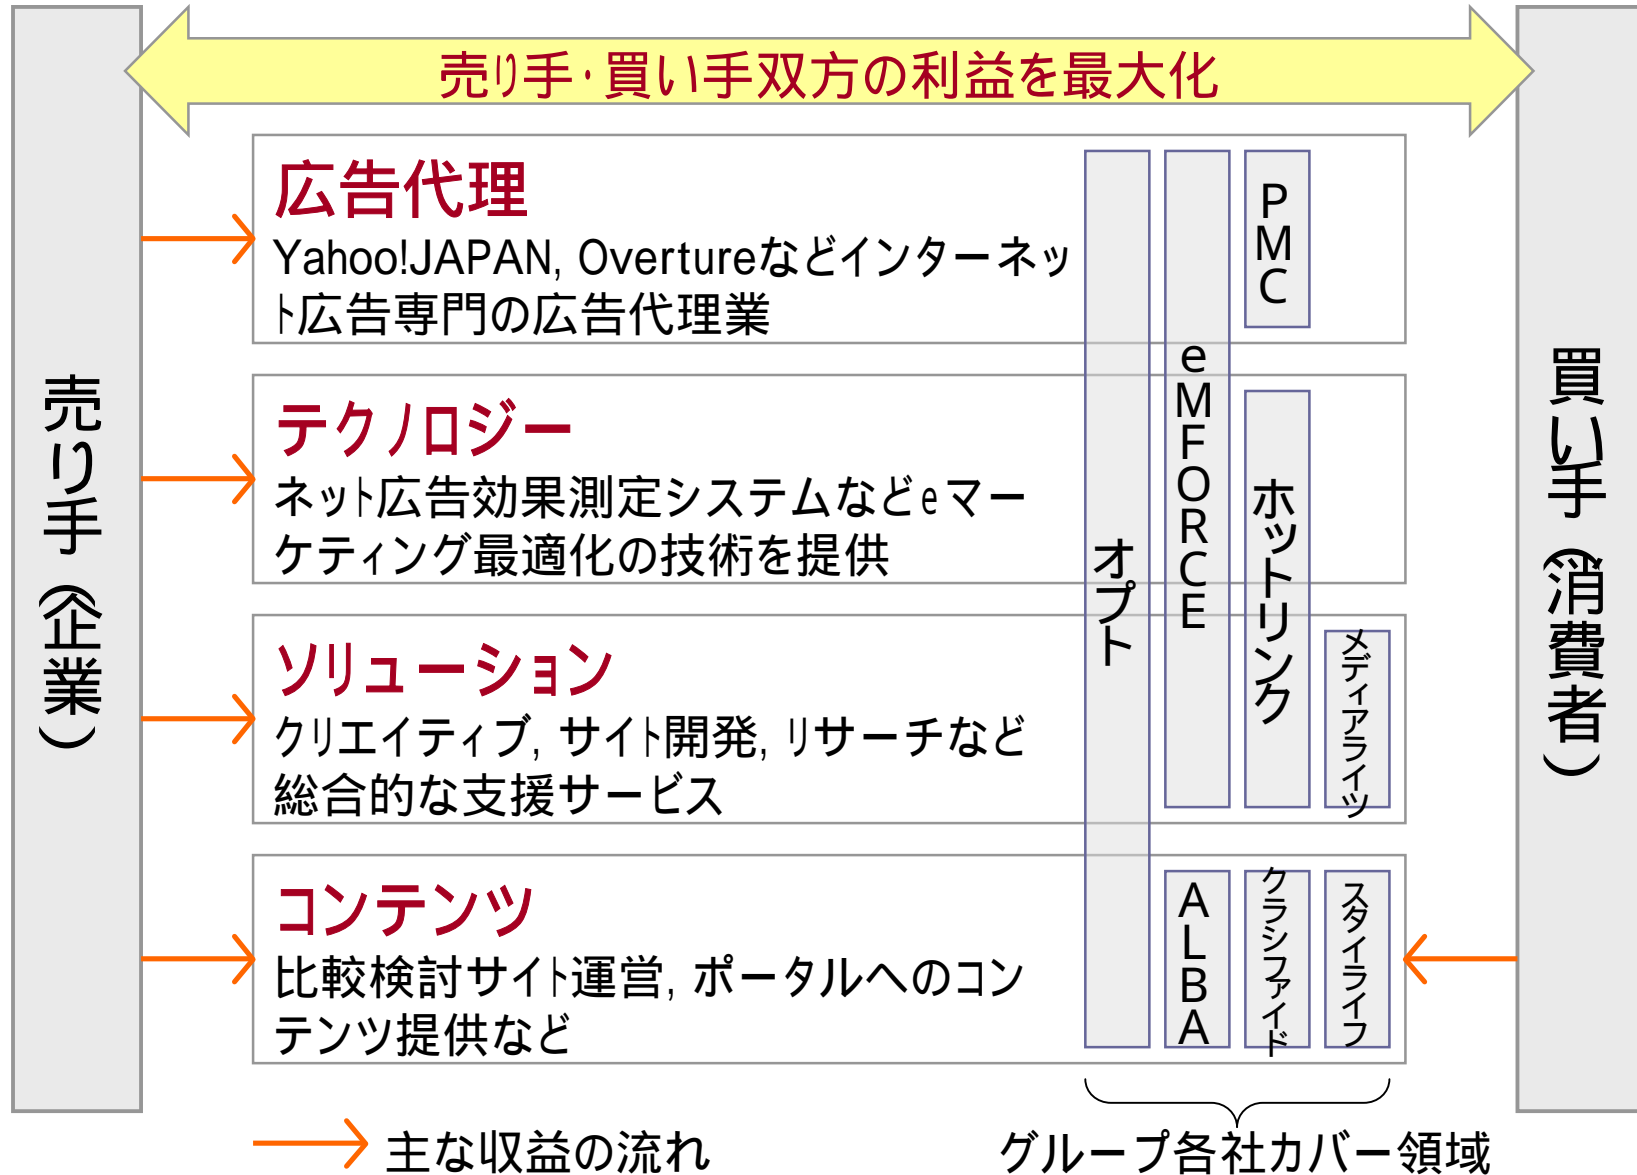 売り手・買い手双方の利益を最大化
売り手（企業）
広告代理
Yahoo!JAPAN, Overtureなどインターネッ
ト広告専門の広告代理業
テクノロジー
ネット広告効果測定システムなどeマー
ケティング最適化の技術を提供
ソリューション
クリエイティブ, サイト開発, リサーチなど
総合的な支援サービス
コンテンツ
比較検討サイト運営, ポータルへのコン
テンツ提供など
オプト
eMFORCE
PMC
ホットリンク
メディアライツ
ALBA
クラシファイド
スタイライフ
買い手（消費者）
主な収益の流れ
グループ各社カバー領域